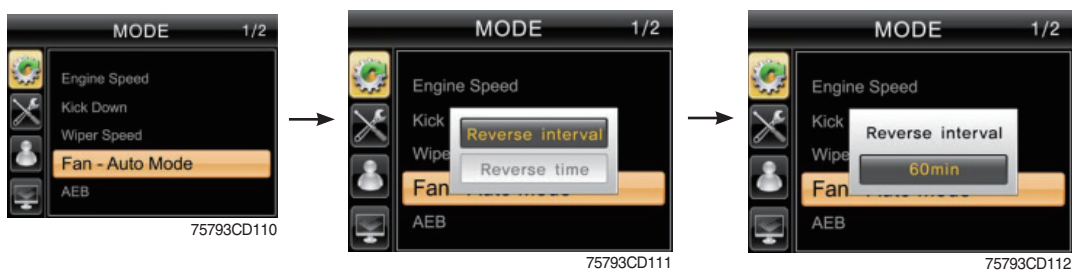 MODE 1/2
Engine Speed
Kick Down
Wiper Speed
Fan - Auto Mode
AEB
75793CD110
MODE 1/2
Engine Speed
Kick
Reverse interval
Wipe
Reverse time
Fan
AEB
75793CD111
MODE 1/2
Engine Speed
Kick
Reverse interval
Wipe
60min
Fan
AEB
75793CD112